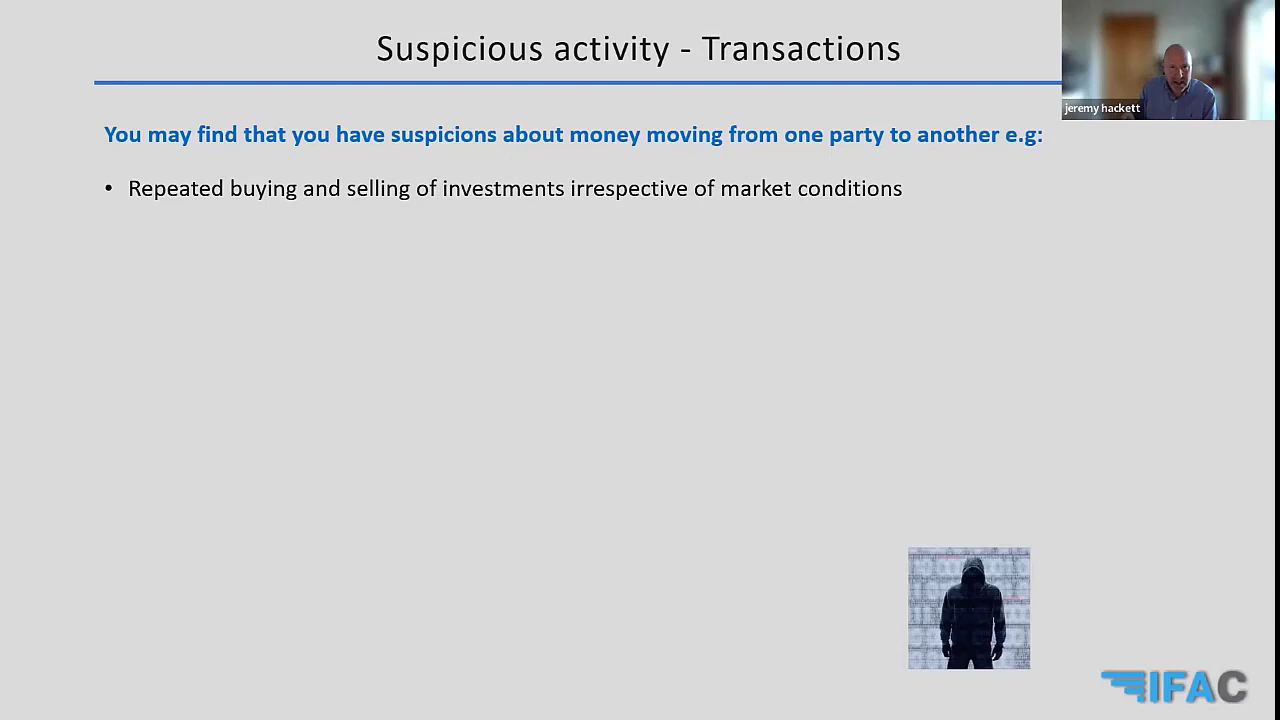 Suspicious activity - Transactions
jeremy hackett
You may find that you have suspicions about money moving from one party to another e.g:
• Repeated buying and selling of investments irrespective of market conditions
IFAC